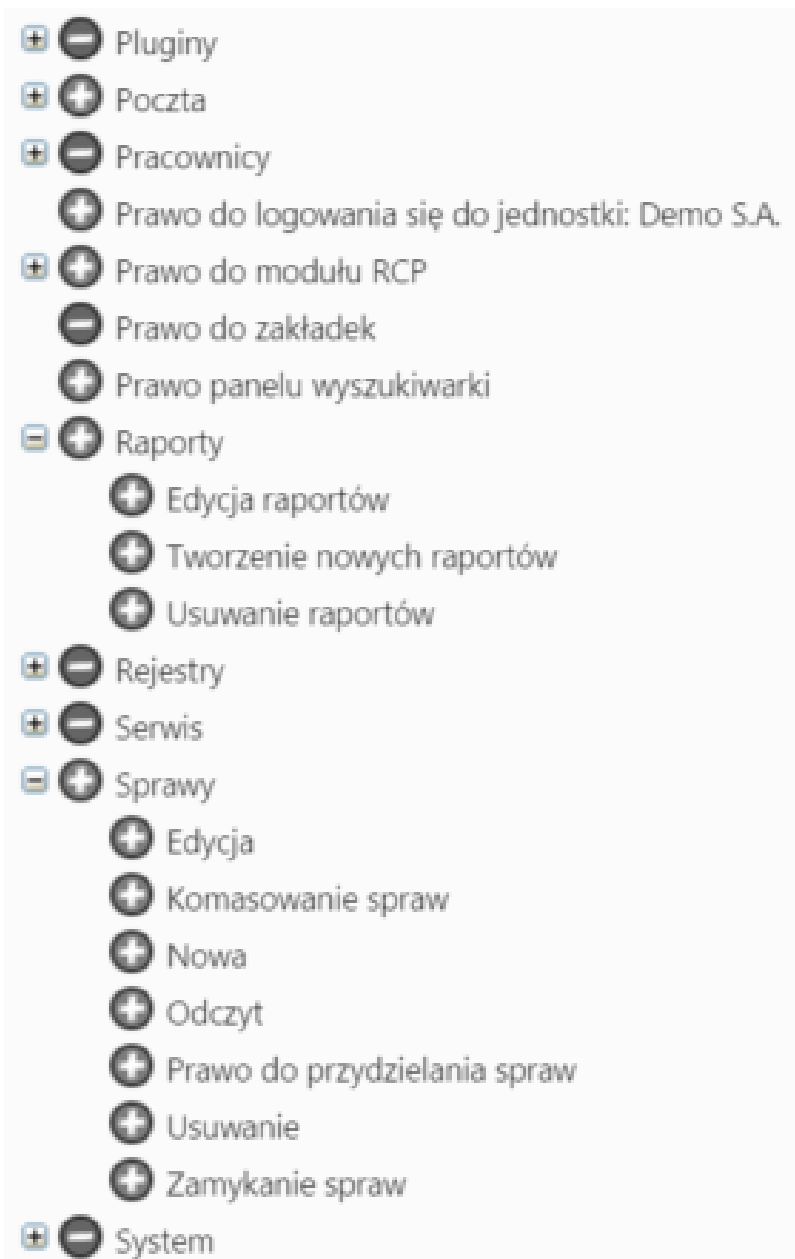 Pluginy
Poczta
Pracownicy
Prawo do logowania się do jednostki: Demo S.A.
Prawo do modułu RCP
Prawo do zakładek
Prawo panelu wyszukiwarki
Raporty
Edycja raportów
Tworzenie nowych raportów
Usuwanie raportów
Rejestry
Serwis
Sprawy
Edycja
Komasowanie spraw
Nowa
Odczyt
Prawo do przydzielania spraw
Usuwanie
Zamykanie spraw
System